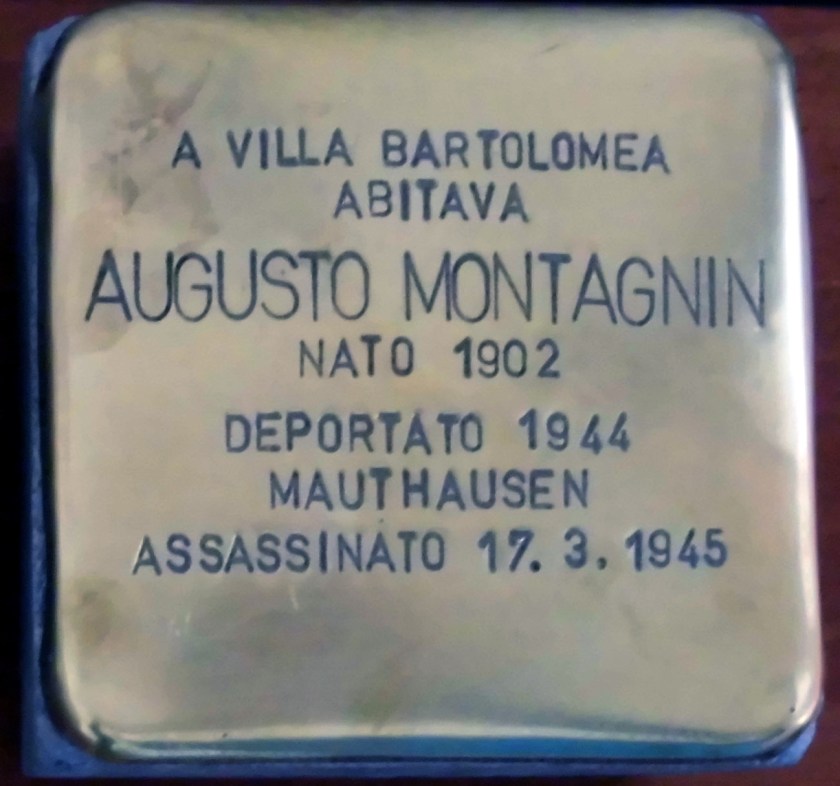 A VILLA BARTOLOMEA
ABITAVA
AUGUSTO MONTAGNIN
NATO 1902
DEPORTATO 1944
MAUTHAUSEN
ASSASSINATO 17.3.1945